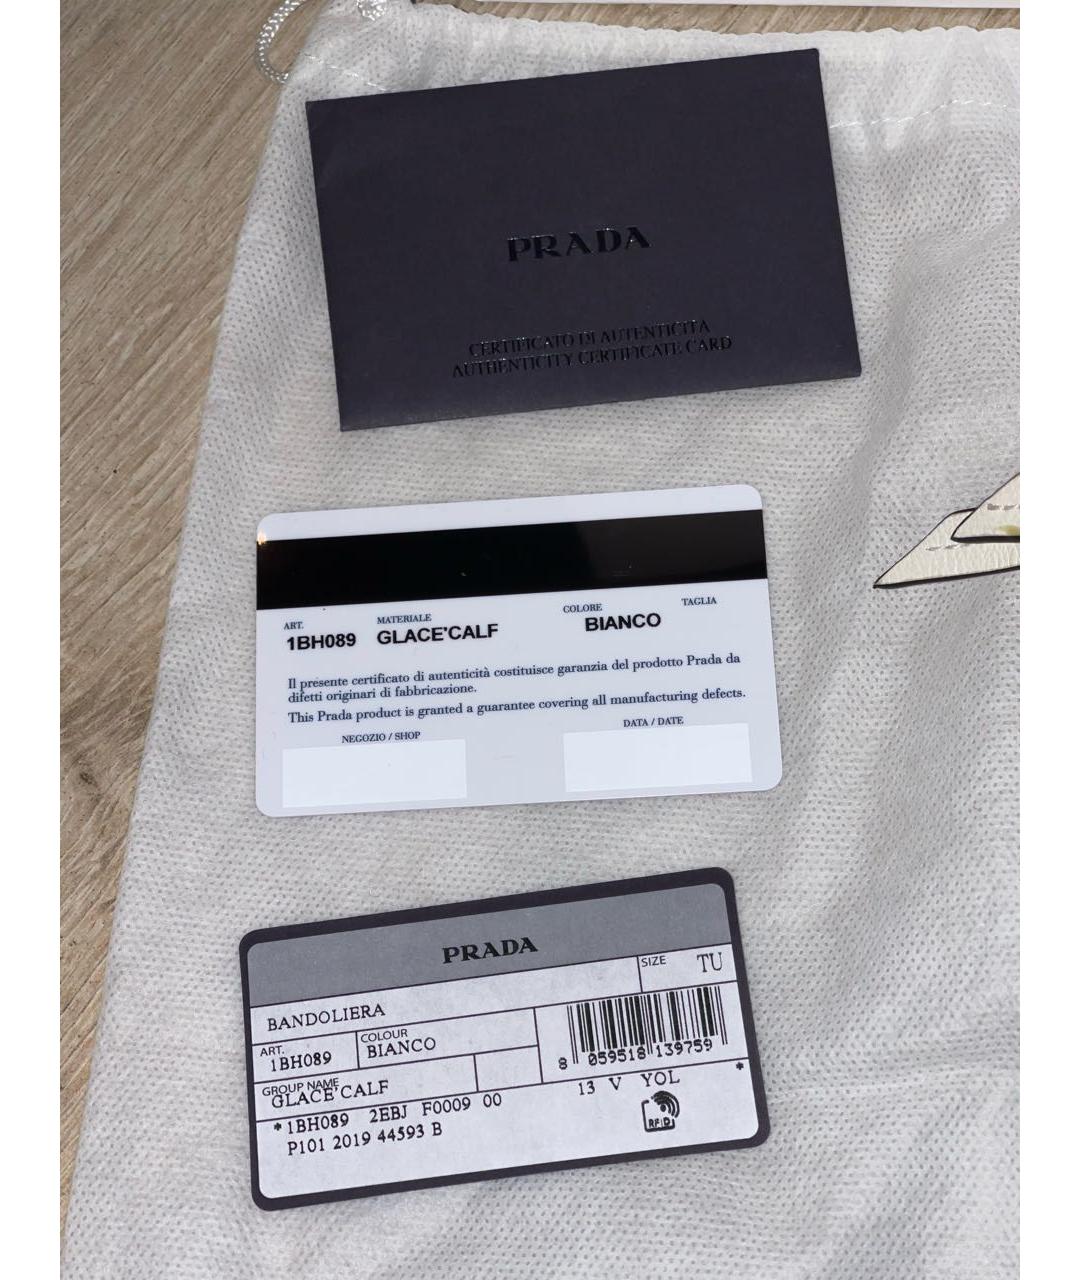 PRADA
CERTIFICATO DI AUTENTICITÀ
AUTHENTICITY CERTIFICATE CARD
ART. MATERIALE COLORE TAGLIA
1BH089 GLACE'CALF BIANCO
Il presente certificato di autenticità costituisce garanzia del prodotto Prada da
difetti originari di fabbricazione.
This Prada product is granted a guarantee covering all manufacturing defects.
NEGOZIO / SHOP DATA / DATE
PRADA
SIZE TU
BANDOLIERA
ART. COLOUR
1BH089 BIANCO
8 059518 139759
GROUP NAME
GLACE'CALF
13 V YOL *
*1BH089 2EBJ F0009 00
P101 2019 44593 B
RFID